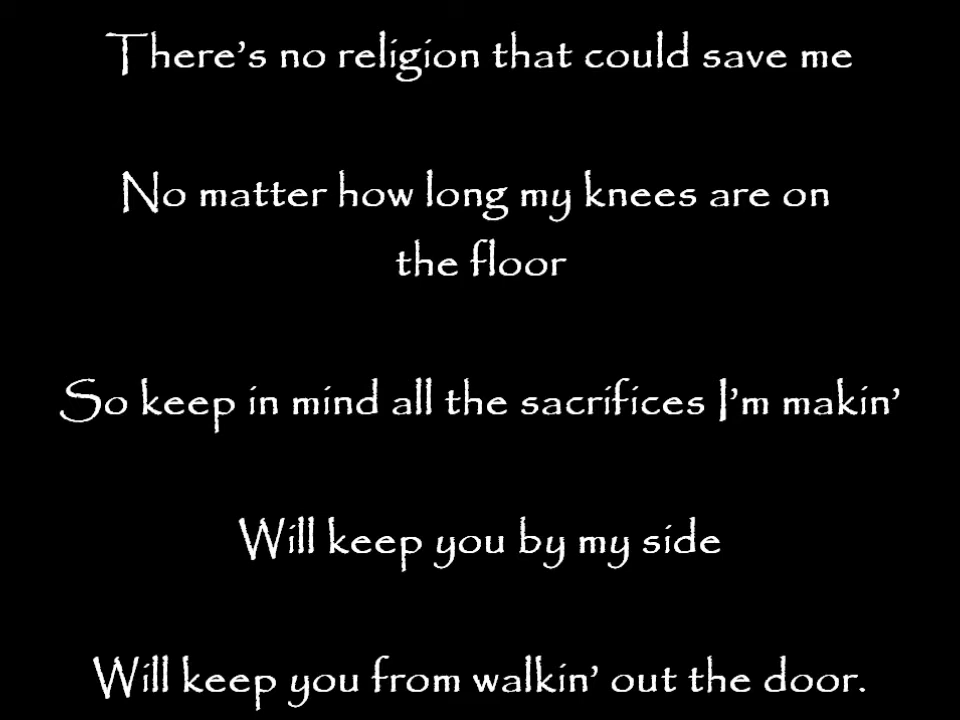 There’s no religion that could save me
No matter how long my knees are on
the floor
So keep in mind all the sacrifices I’m makin’
Will keep you by my side
Will keep you from walkin’ out the door.